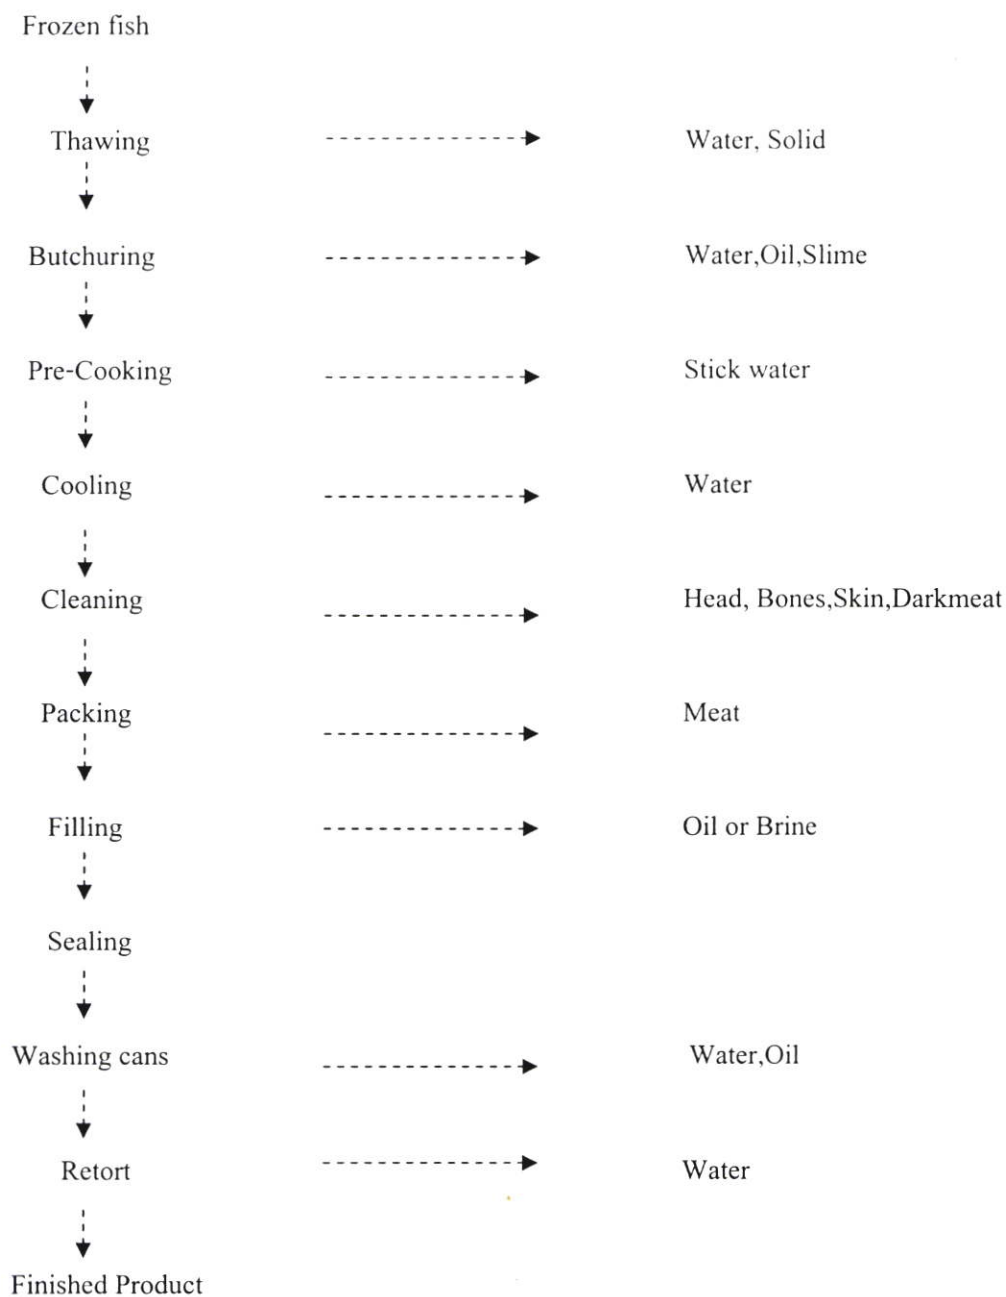 Frozen fish
Thawing Water, Solid
Butchuring Water,Oil,Slime
Pre-Cooking Stick water
Cooling Water
Cleaning Head, Bones,Skin,Darkmeat
Packing Meat
Filling Oil or Brine
Sealing
Washing cans Water,Oil
Retort Water
Finished Product